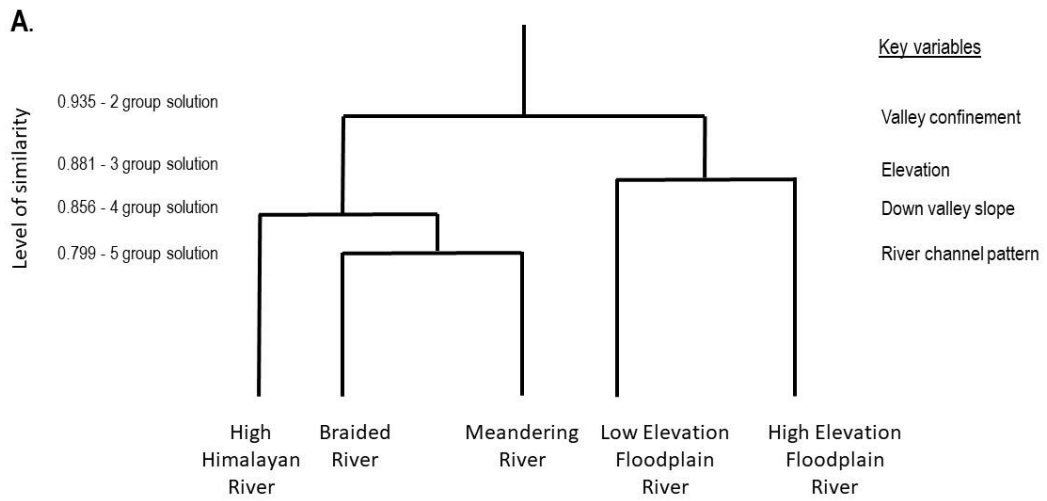 A.
Key variables
Level of similarity
0.935 - 2 group solution
Valley confinement
0.881 - 3 group solution
Elevation
0.856 - 4 group solution
Down valley slope
0.799 - 5 group solution
River channel pattern
High
Himalayan
River
Braided
River
Meandering
River
Low Elevation
Floodplain
River
High Elevation
Floodplain
River